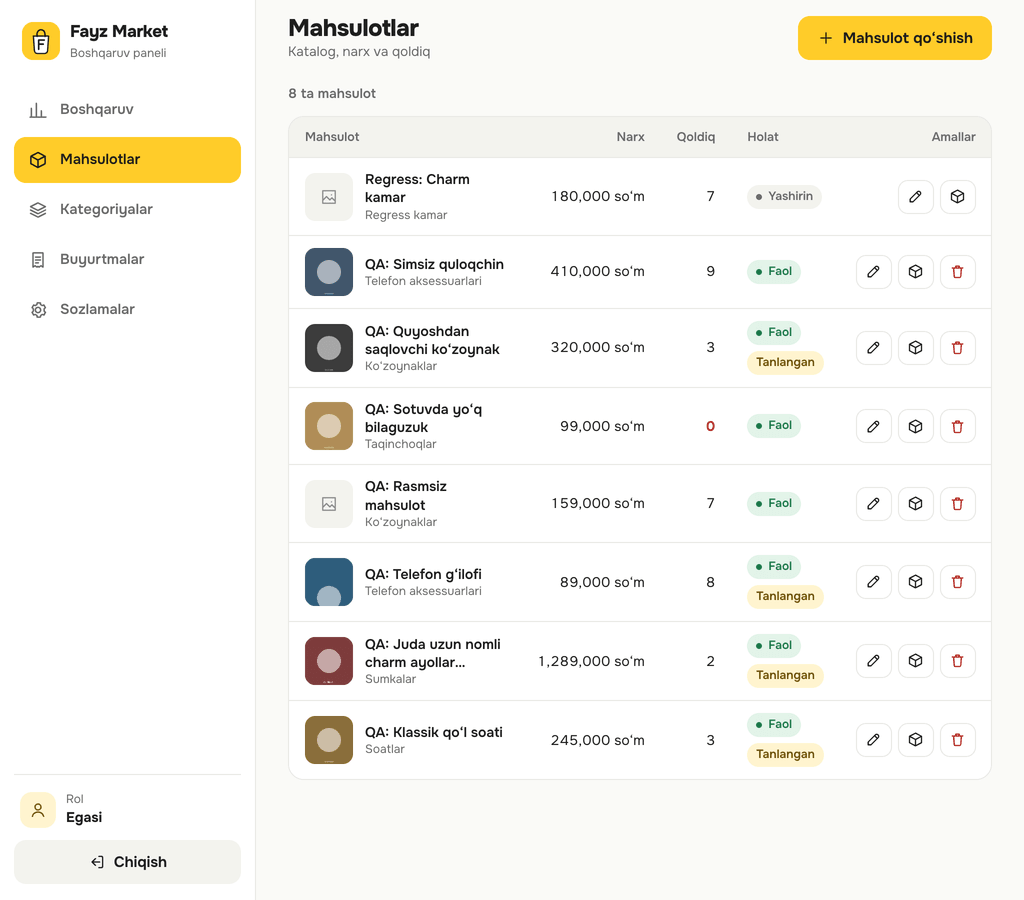 Fayz Market
Boshqaruv paneli
Boshqaruv
Mahsulotlar
Kategoriyalar
Buyurtmalar
Sozlamalar
Rol
Egasi
Chiqish
Mahsulotlar
Katalog, narx va qoldiq
Mahsulot qo‘shish
8 ta mahsulot
Mahsulot Narx Qoldiq Holat Amallar
Regress: Charm
kamar
Regress kamar
180,000 so‘m 7 Yashirin
QA: Simsiz quloqchin
Telefon aksessuarlari
410,000 so‘m 9 Faol
QA: Quyoshdan
saqlovchi ko‘zoynak
Ko‘zoynaklar
320,000 so‘m 3 Faol
Tanlangan
QA: Sotuvda yo‘q
bilaguzuk
Taqinchoqlar
99,000 so‘m 0 Faol
QA: Rasmsiz
mahsulot
Ko‘zoynaklar
159,000 so‘m 7 Faol
QA: Telefon g‘ilofi
Telefon aksessuarlari
89,000 so‘m 8 Faol
Tanlangan
QA: Juda uzun nomli
charm ayollar...
Sumkalar
1,289,000 so‘m 2 Faol
Tanlangan
QA: Klassik qo‘l soati
Soatlar
245,000 so‘m 3 Faol
Tanlangan